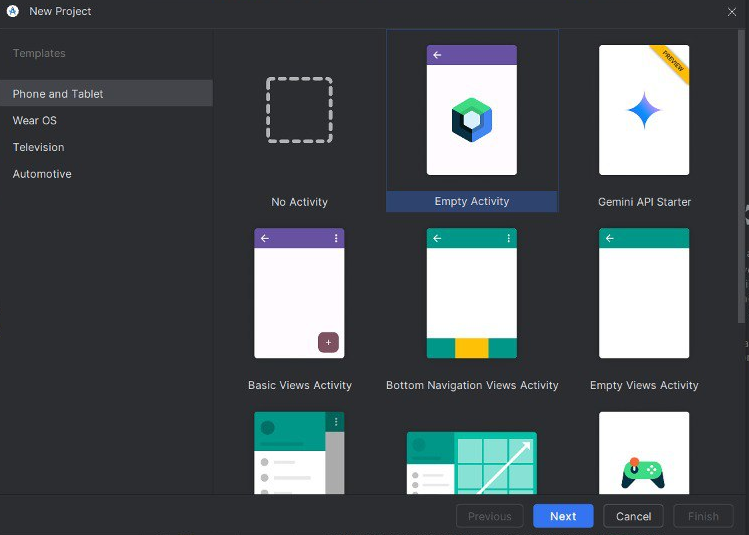 New Project
Templates
Phone and Tablet
Wear OS
Television
Automotive
No Activity
Empty Activity
PREVIEW
Gemini API Starter
Basic Views Activity
Bottom Navigation Views Activity
Empty Views Activity
Previous
Next
Cancel
Finish